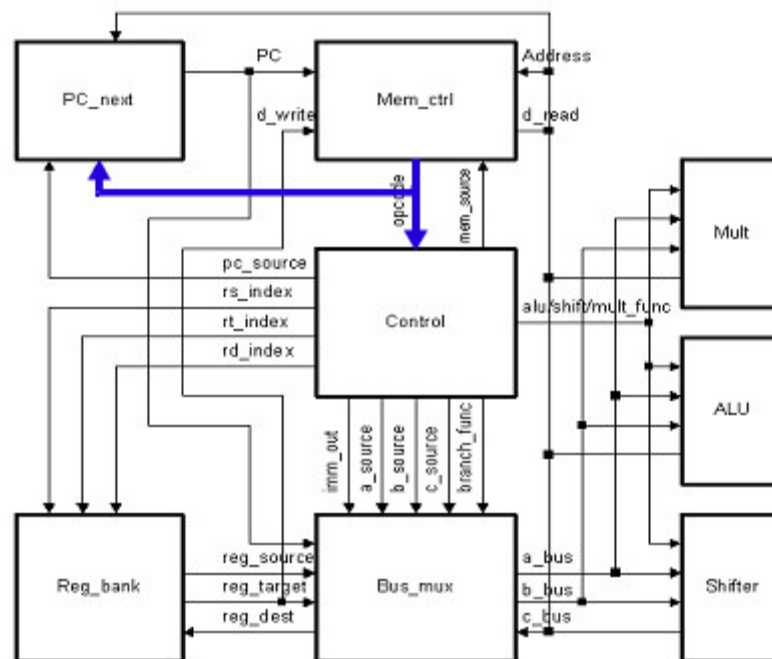 PC
Address
PC_next
Mem_ctrl
d_write
d_read
opcode
mem_source
Mult
pc_source
rs_index
rt_index
rd_index
Control
alu/shift/mult_func
ALU
imm_out
a_source
b_source
c_source
branch_func
reg_source
reg_target
reg_dest
Reg_bank
Bus_mux
a_bus
b_bus
c_bus
Shifter